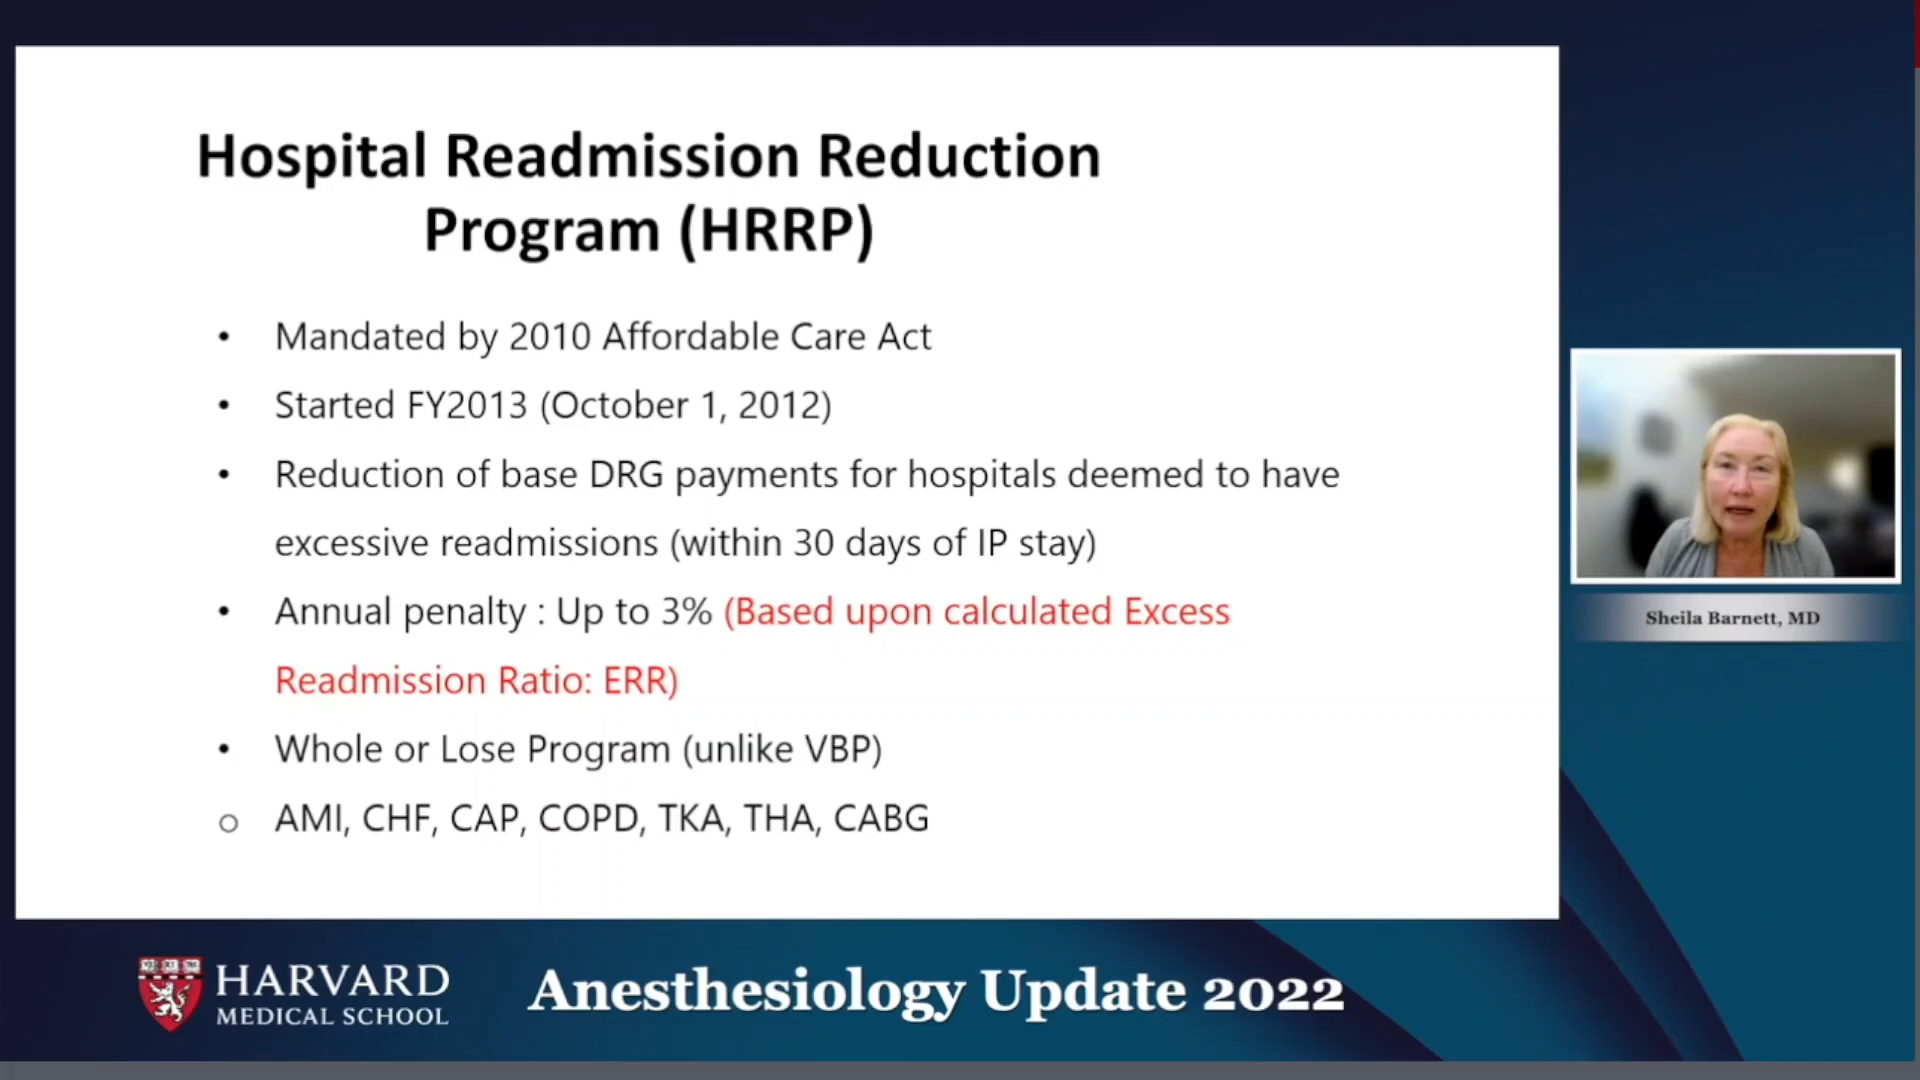 Hospital Readmission Reduction
Program (HRRP)
• Mandated by 2010 Affordable Care Act
• Started FY2013 (October 1, 2012)
• Reduction of base DRG payments for hospitals deemed to have
excessive readmissions (within 30 days of IP stay)
• Annual penalty : Up to 3% (Based upon calculated Excess
Readmission Ratio: ERR)
• Whole or Lose Program (unlike VBP)
○ AMI, CHF, CAP, COPD, TKA, THA, CABG
Sheila Barnett, MD
HARVARD
MEDICAL SCHOOL
Anesthesiology Update 2022